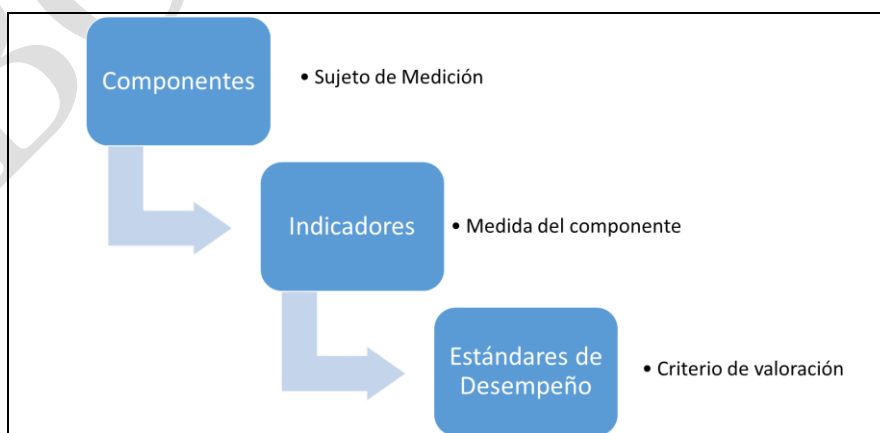 Componentes
• Sujeto de Medición
Indicadores
• Medida del componente
Estándares de
Desempeño
• Criterio de valoración